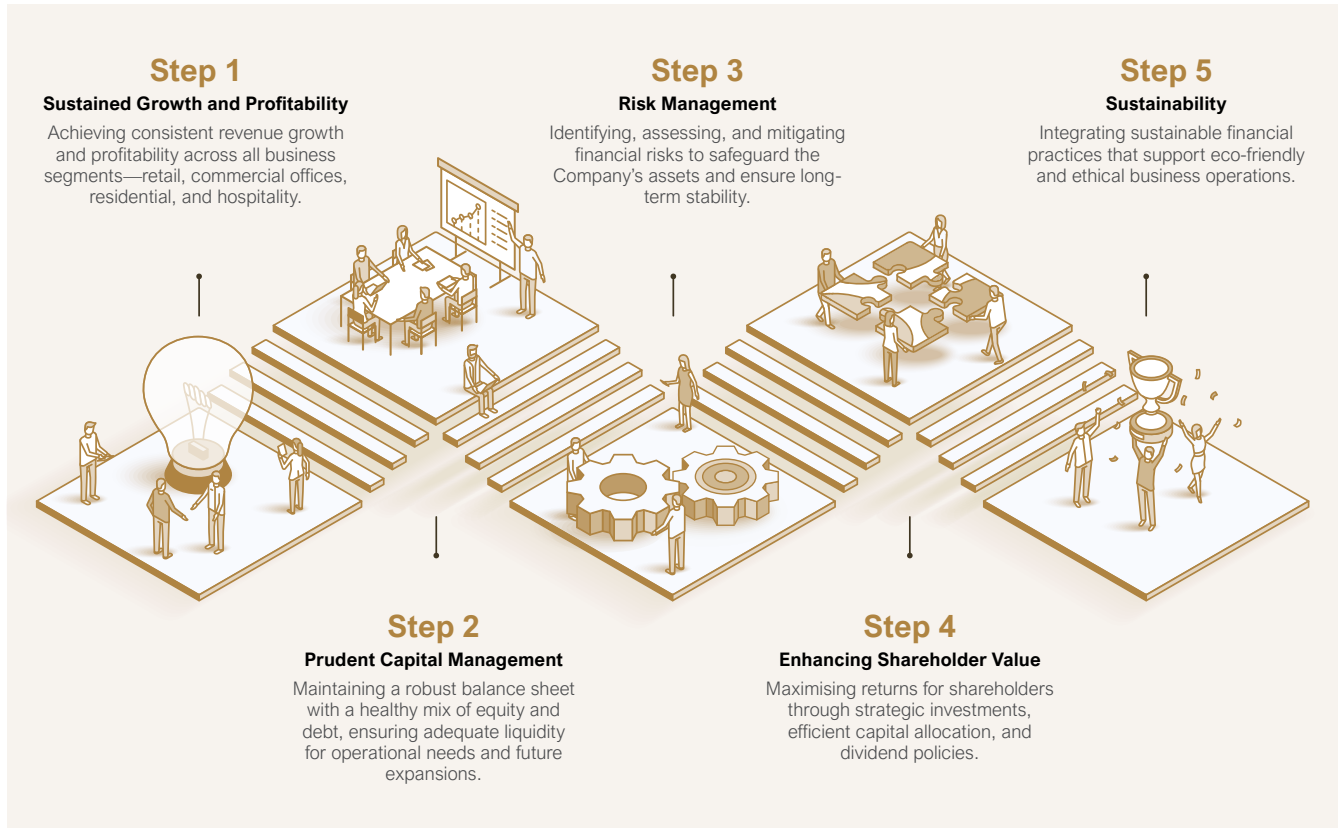 Step 1
Sustained Growth and Profitability
Achieving consistent revenue growth
and profitability across all business
segments—retail, commercial offices,
residential, and hospitality.
Step 3
Risk Management
Identifying, assessing, and mitigating
financial risks to safeguard the
Company's assets and ensure long-
term stability.
Step 5
Sustainability
Integrating sustainable financial
practices that support eco-friendly
and ethical business operations.
Step 2
Prudent Capital Management
Maintaining a robust balance sheet
with a healthy mix of equity and
debt, ensuring adequate liquidity
for operational needs and future
expansions.
Step 4
Enhancing Shareholder Value
Maximising returns for shareholders
through strategic investments,
efficient capital allocation, and
dividend policies.